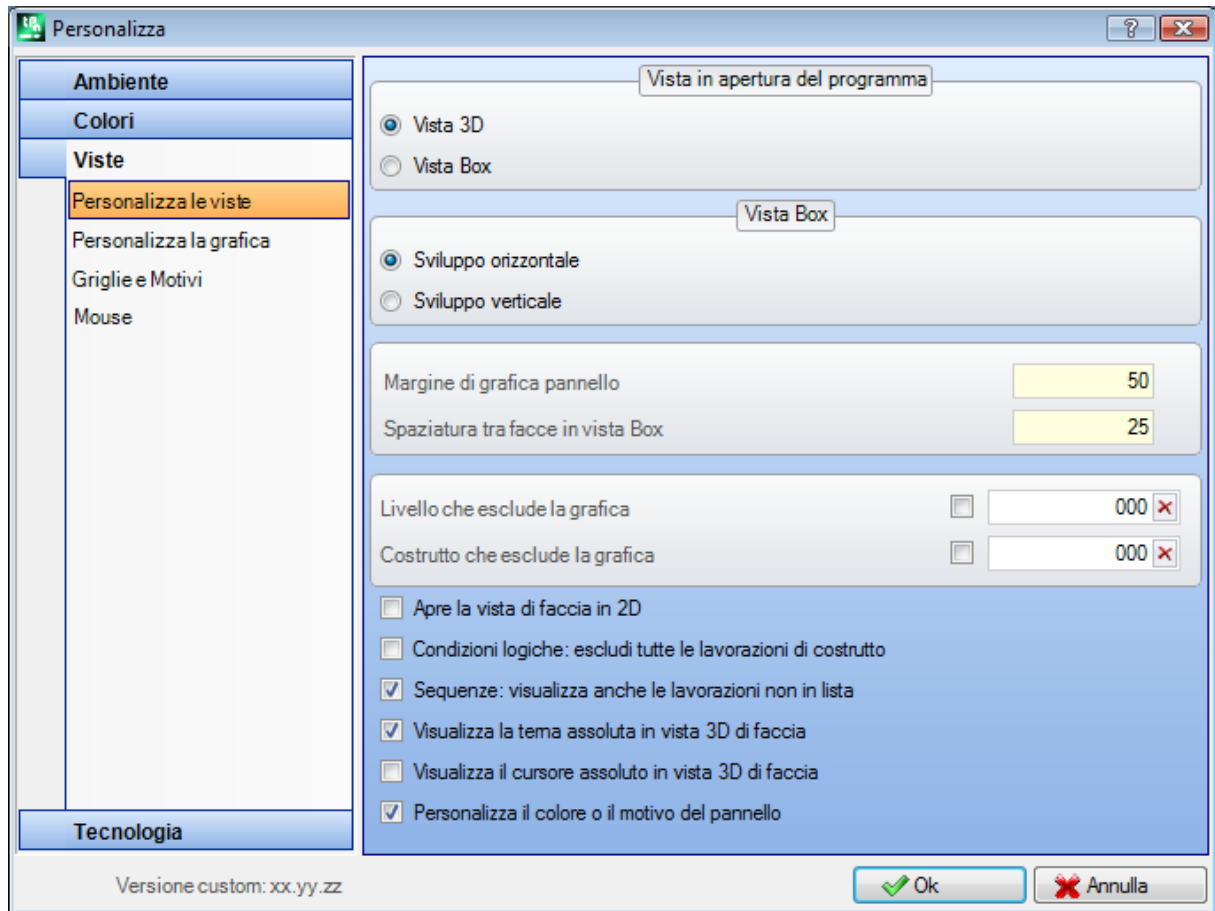 Personalizza
Ambiente
Colori
Viste
Personalizza le viste
Personalizza la grafica
Griglie e Motivi
Mouse
Tecnologia
Vista in apertura del programma
Vista 3D
Vista Box
Vista Box
Sviluppo orizzontale
Sviluppo verticale
Margine di grafica pannello 50
Spaziatura tra facce in vista Box 25
Livello che esclude la grafica 000
Costrutto che esclude la grafica 000
Apre la vista di faccia in 2D
Condizioni logiche: escludi tutte le lavorazioni di costrutto
Sequenze: visualizza anche le lavorazioni non in lista
Visualizza la terna assoluta in vista 3D di faccia
Visualizza il cursore assoluto in vista 3D di faccia
Personalizza il colore o il motivo del pannello
Versione custom: xx.yy.zz
Ok
Annulla